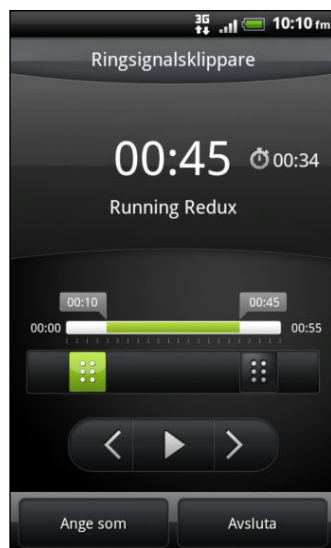 3G 10:10 fm
Ringsignalsklippare
00:45 00:34
Running Redux
00:10 00:45
00:00 00:55
Ange som Avsluta